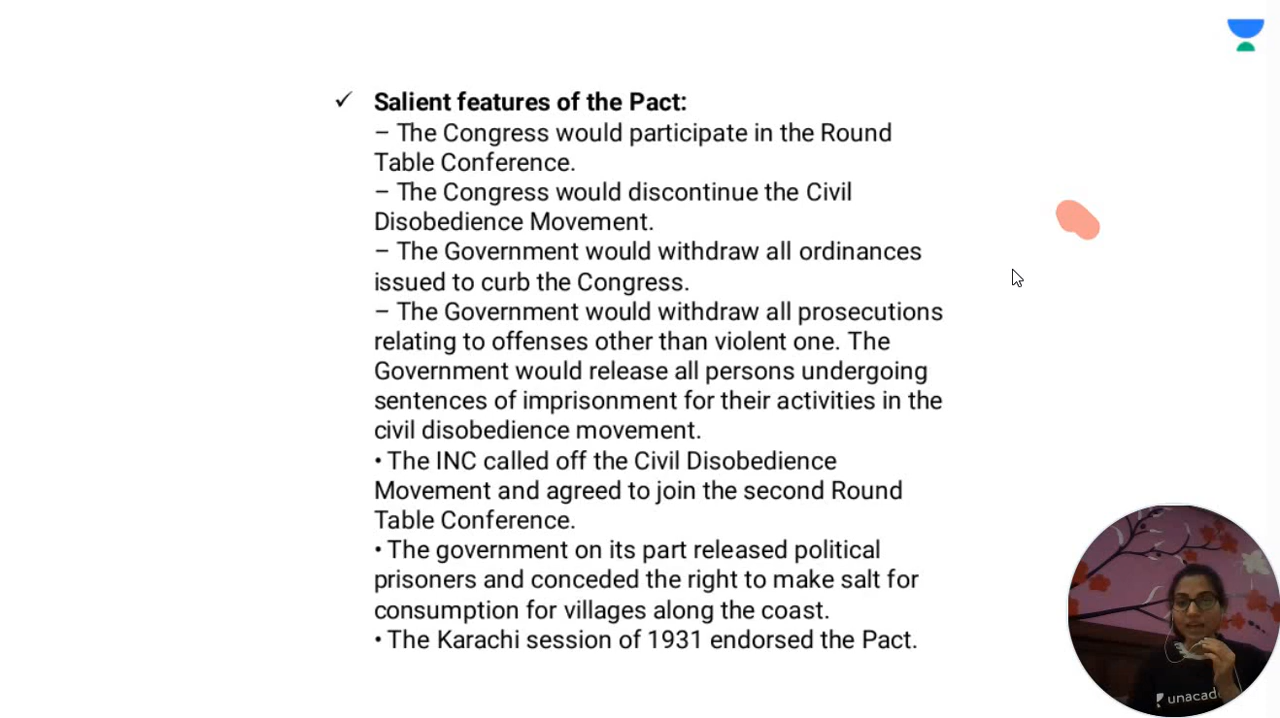 ✓ Salient features of the Pact:
– The Congress would participate in the Round
Table Conference.
– The Congress would discontinue the Civil
Disobedience Movement.
– The Government would withdraw all ordinances
issued to curb the Congress.
– The Government would withdraw all prosecutions
relating to offenses other than violent one. The
Government would release all persons undergoing
sentences of imprisonment for their activities in the
civil disobedience movement.
• The INC called off the Civil Disobedience
Movement and agreed to join the second Round
Table Conference.
• The government on its part released political
prisoners and conceded the right to make salt for
consumption for villages along the coast.
• The Karachi session of 1931 endorsed the Pact.
unacad